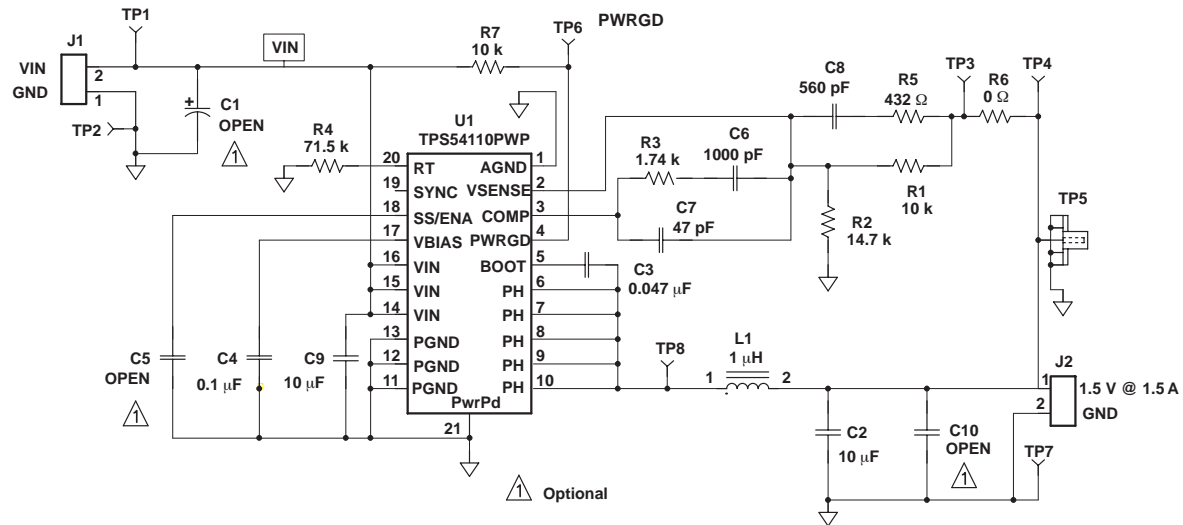 TP1
J1
VIN
2
GND
1
TP2
+
C1
OPEN
1
VIN
R7
10 k
TP6
PWRGD
U1
TPS54110PWP
R4
71.5 k
20
RT
19
SYNC
18
SS/ENA
17
VBIAS
16
VIN
15
VIN
14
VIN
13
PGND
12
PGND
11
PGND
PwrPd
21
AGND
1
VSENSE
2
COMP
3
PWRGD
4
BOOT
5
PH
6
PH
7
PH
8
PH
9
PH
10
C5
OPEN
1
C4
0.1 μF
C9
10 μF
R3
1.74 k
C6
1000 pF
C7
47 pF
C3
0.047 μF
C8
560 pF
R5
432 Ω
TP3
R6
0 Ω
TP4
R1
10 k
R2
14.7 k
TP5
TP8
L1
1 μH
1
2
C2
10 μF
C10
OPEN
1
J2
1
1.5 V @ 1.5 A
2
GND
TP7
1
Optional